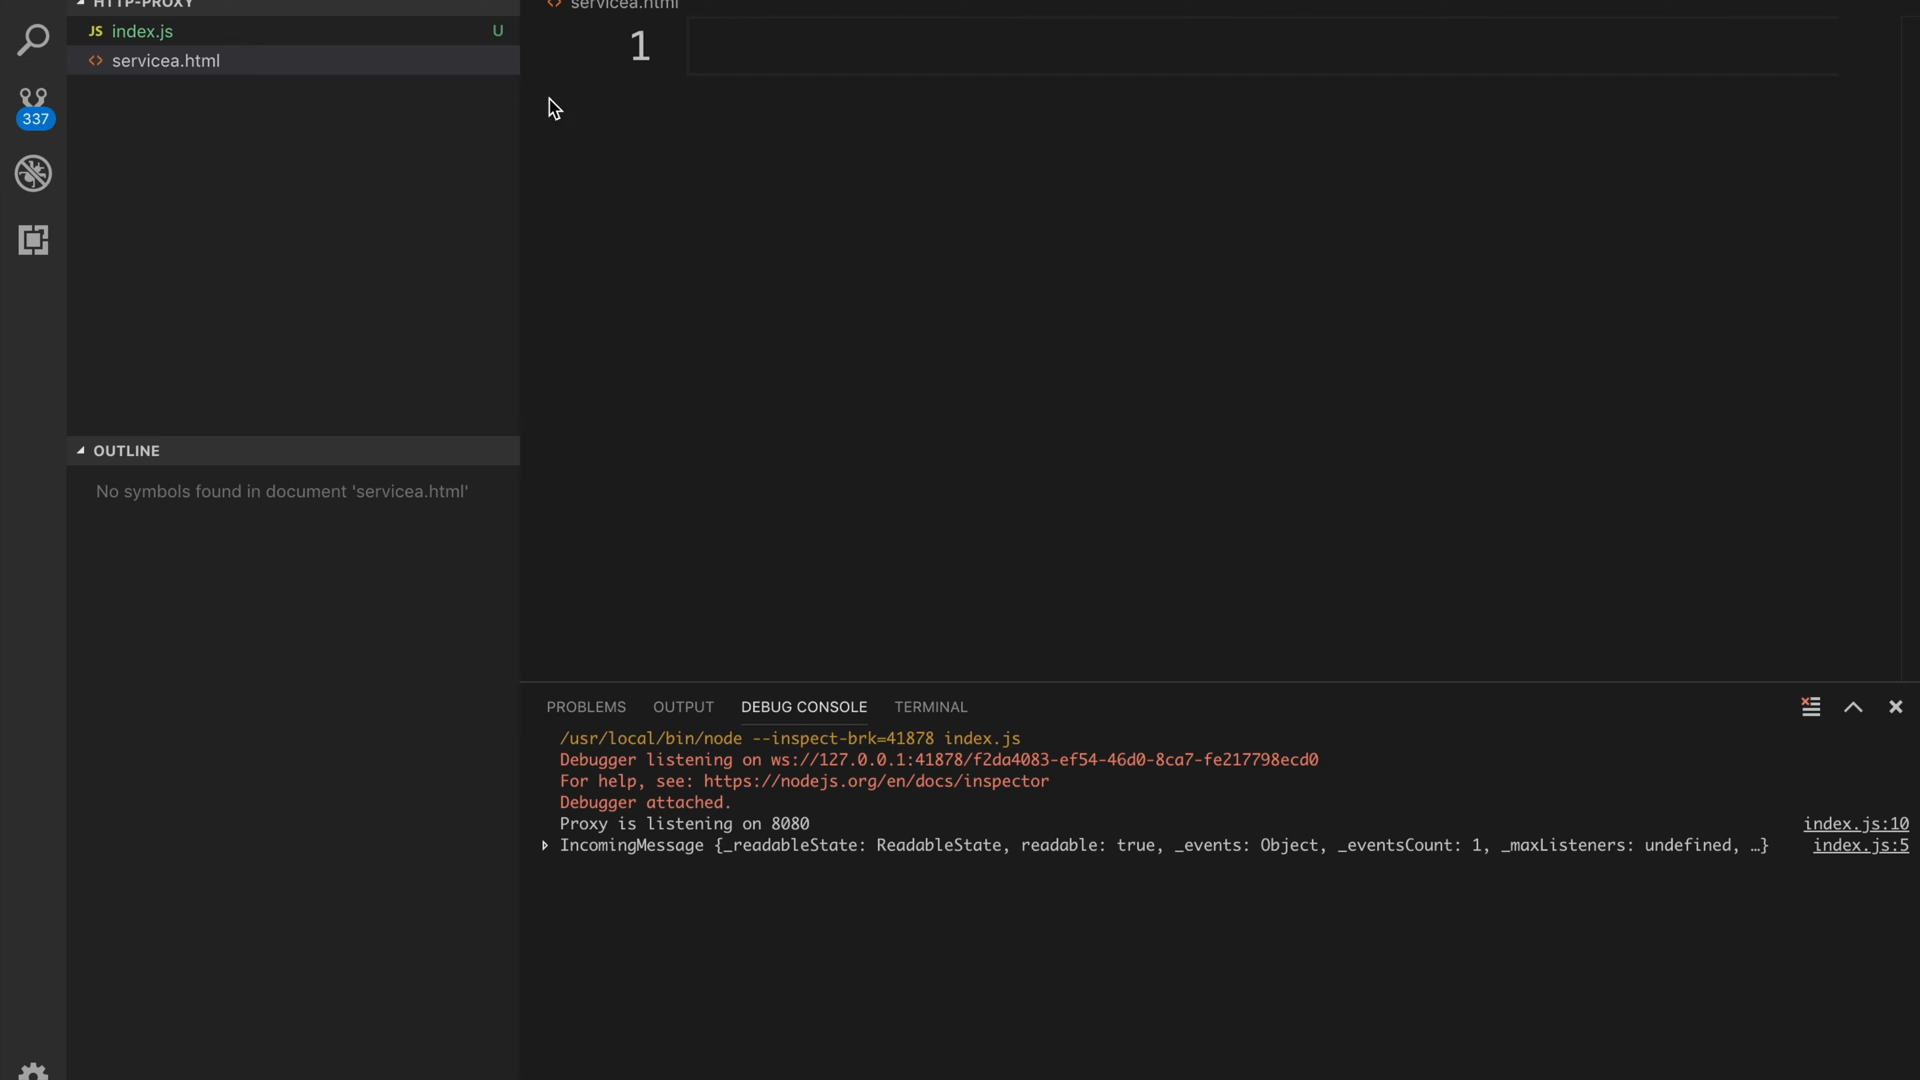 HTTP-PROXY
JS index.js U
<> servicea.html
337
OUTLINE
No symbols found in document 'servicea.html'
<> servicea.html
1
PROBLEMS OUTPUT DEBUG CONSOLE TERMINAL
/usr/local/bin/node --inspect-brk=41878 index.js
Debugger listening on ws://127.0.0.1:41878/f2da4083-ef54-46d0-8ca7-fe217798ecd0
For help, see: https://nodejs.org/en/docs/inspector
Debugger attached.
Proxy is listening on 8080 index.js:10
IncomingMessage {_readableState: ReadableState, readable: true, _events: Object, _eventsCount: 1, _maxListeners: undefined, …} index.js:5